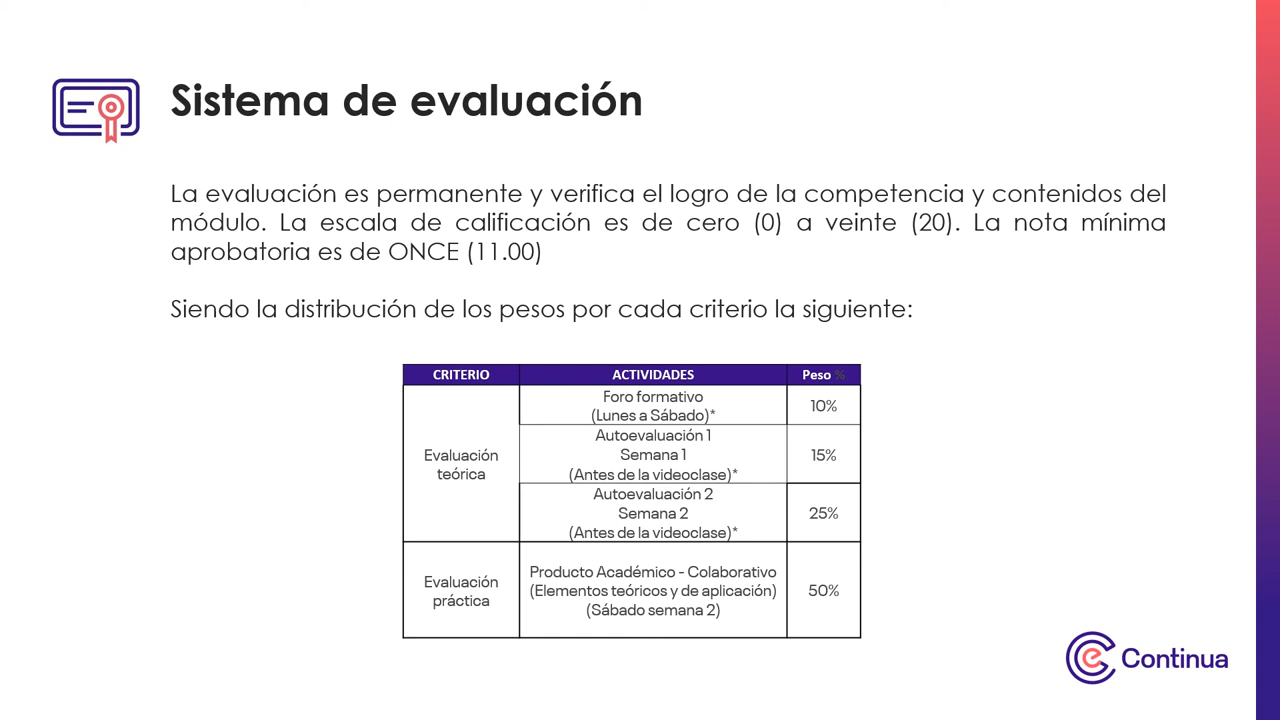 Sistema de evaluación
La evaluación es permanente y verifica el logro de la competencia y contenidos del
módulo. La escala de calificación es de cero (0) a veinte (20). La nota mínima
aprobatoria es de ONCE (11.00)
Siendo la distribución de los pesos por cada criterio la siguiente:
CRITERIO ACTIVIDADES Peso %
Evaluación
teórica
Foro formativo
(Lunes a Sábado)*
10%
Autoevaluación 1
Semana 1
(Antes de la videoclase)*
15%
Autoevaluación 2
Semana 2
(Antes de la videoclase)*
25%
Evaluación
práctica
Producto Académico - Colaborativo
(Elementos teóricos y de aplicación)
(Sábado semana 2)
50%
Continua